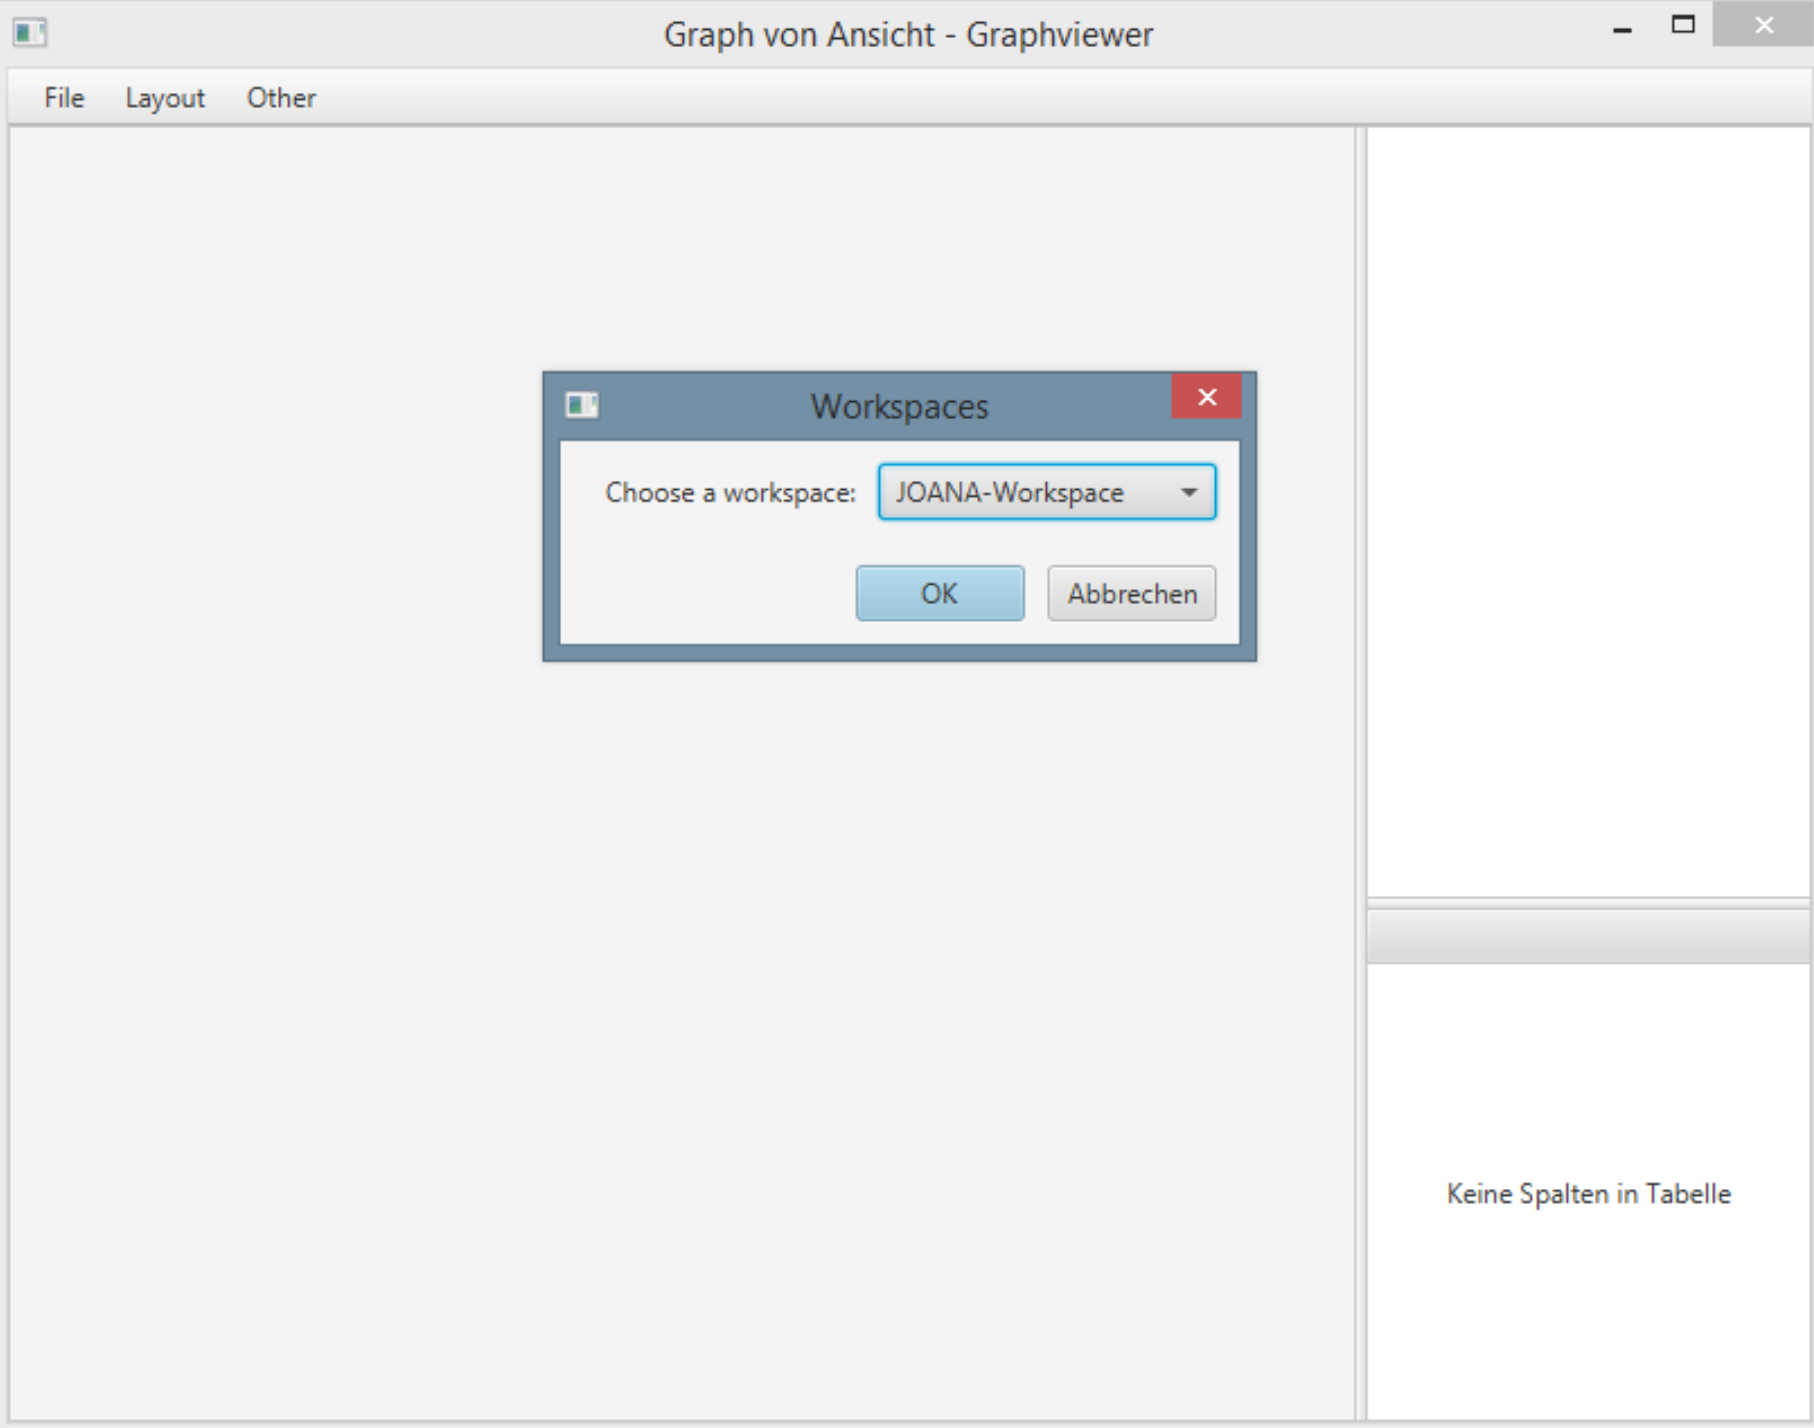 Graph von Ansicht - Graphviewer
File Layout Other
Workspaces
Choose a workspace: JOANA-Workspace
OK Abbrechen
Keine Spalten in Tabelle